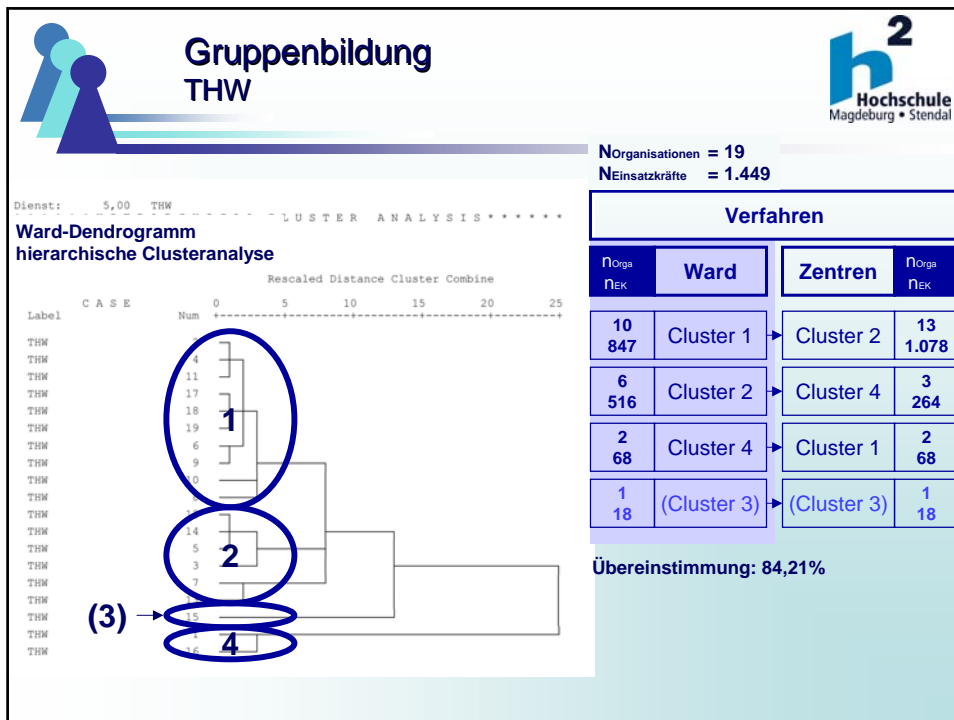 Gruppenbildung
THW
h2
Hochschule
Magdeburg • Stendal
NOrganisationen = 19
NEinsatzkräfte = 1.449
Dienst: 5,00 THW
CLUSTER ANALYSIS * * * * * *
Ward-Dendrogramm
hierarchische Clusteranalyse
Rescaled Distance Cluster Combine
C A S E 0 5 10 15 20 25
Label Num +---------+---------+---------+---------+---------+
THW
THW 4
THW 11
THW 17
THW 18
THW 19
THW 6
THW 9
THW 10
THW
THW
THW 14
THW 5
THW 3
THW 7
THW
THW 15
THW
THW 16
1
2
(3)
4
Verfahren
nOrga
nEK
Ward
Zentren
nOrga
nEK
10
847
Cluster 1
Cluster 2
13
1.078
6
516
Cluster 2
Cluster 4
3
264
2
68
Cluster 4
Cluster 1
2
68
1
18
(Cluster 3)
(Cluster 3)
1
18
Übereinstimmung: 84,21%